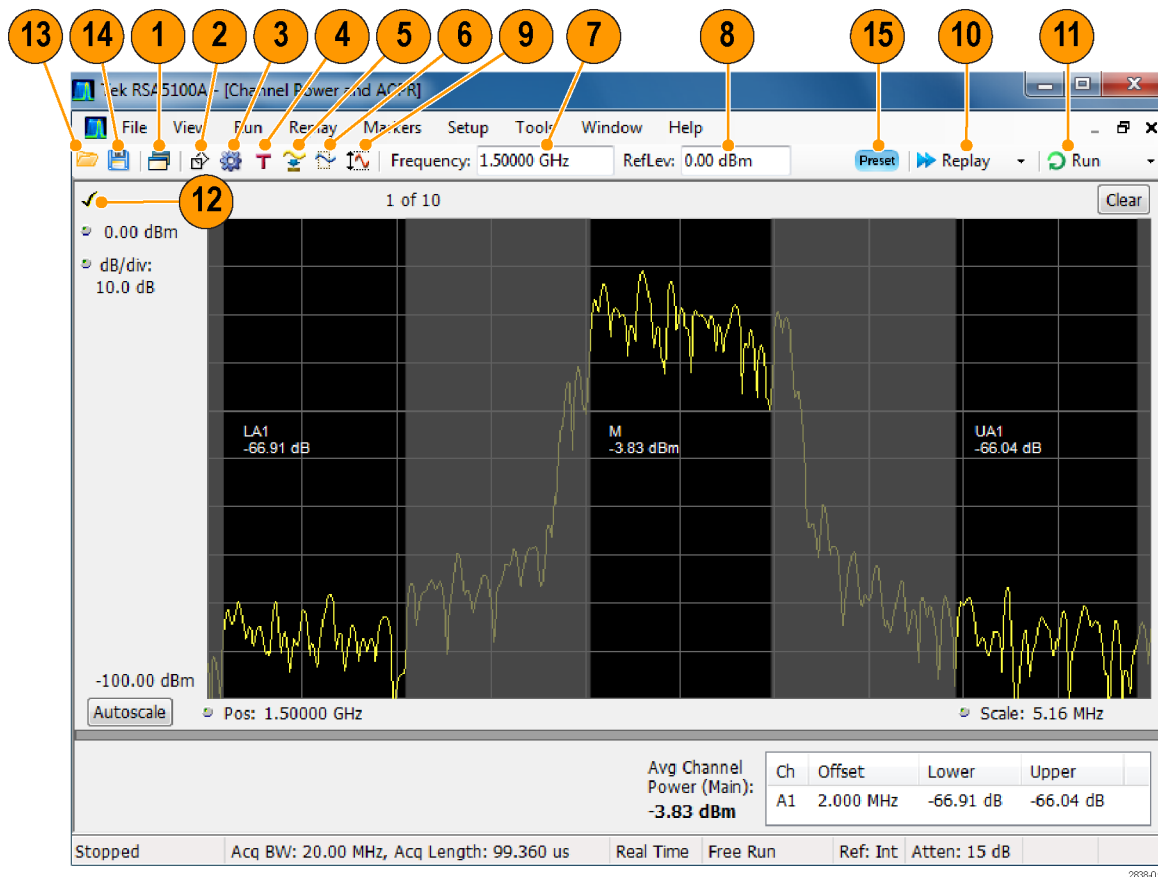 13 14 1 2 3 4 5 6 9 7 8 15 10 11
Tek RSA5100A - [Channel Power and ACPR]
File View Run Replay Markers Setup Tools Window Help
T Frequency: 1.50000 GHz RefLev: 0.00 dBm Preset Replay Run
12 1 of 10 Clear
0.00 dBm
dB/div:
10.0 dB
LA1
-66.91 dB
M
-3.83 dBm
UA1
-66.04 dB
-100.00 dBm
Autoscale Pos: 1.50000 GHz Scale: 5.16 MHz
Avg Channel
Power (Main):
-3.83 dBm
Ch Offset Lower Upper
A1 2.000 MHz -66.91 dB -66.04 dB
Stopped Acq BW: 20.00 MHz, Acq Length: 99.360 us Real Time Free Run Ref: Int Atten: 15 dB